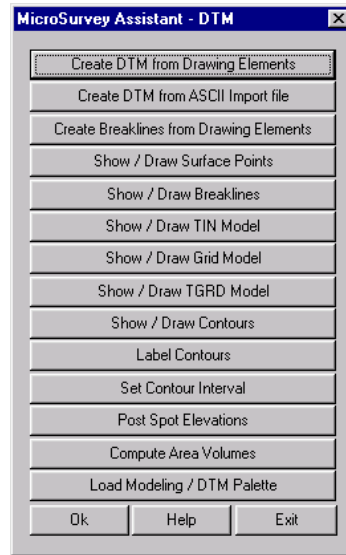 MicroSurvey Assistant - DTM
Create DTM from Drawing Elements
Create DTM from ASCII Import file
Create Breaklines from Drawing Elements
Show / Draw Surface Points
Show / Draw Breaklines
Show / Draw TIN Model
Show / Draw Grid Model
Show / Draw TGRD Model
Show / Draw Contours
Label Contours
Set Contour Interval
Post Spot Elevations
Compute Area Volumes
Load Modeling / DTM Palette
Ok Help Exit